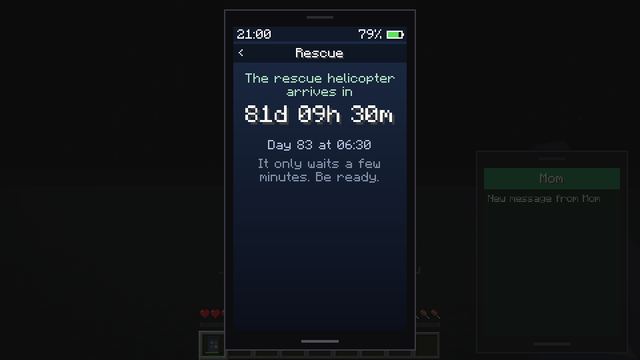 21:00 79%
< Rescue
The rescue helicopter
arrives in
81d 09h 30m
Day 83 at 06:30
It only waits a few
minutes. Be ready.
Mom
New message from Mom